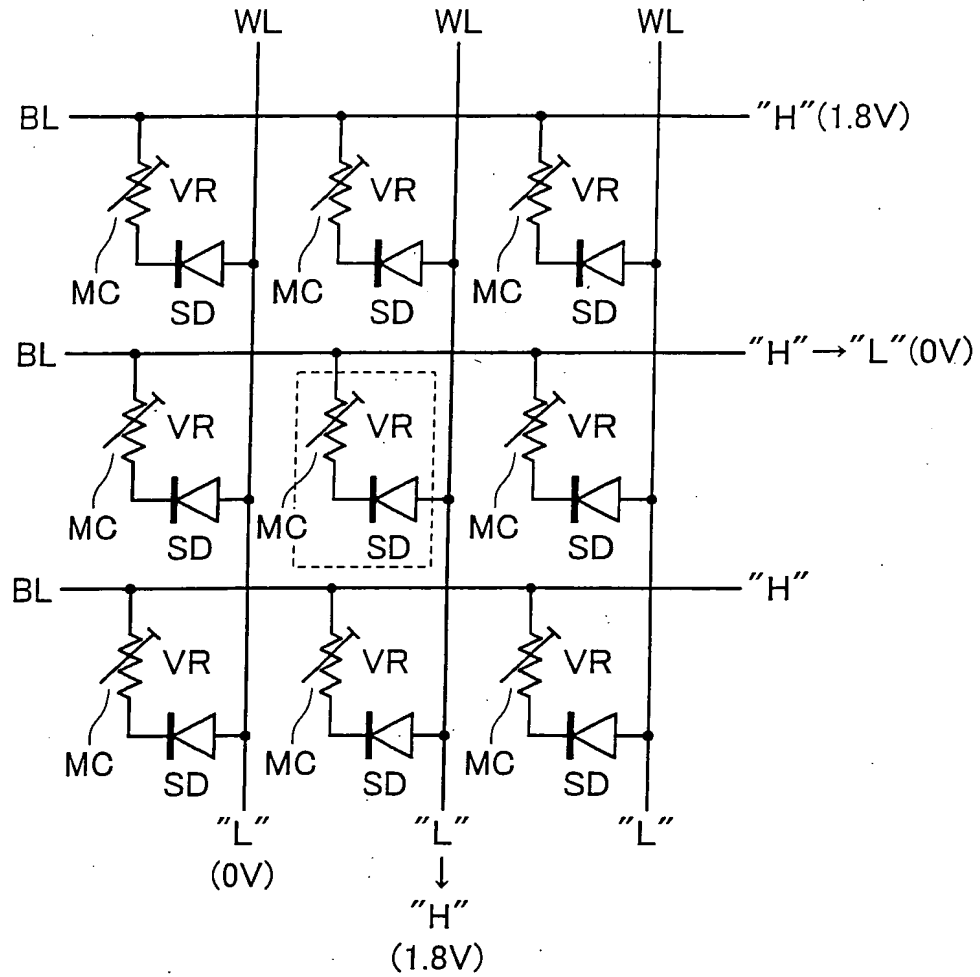 WL WL WL
BL "H"(1.8V)
VR VR VR
MC MC MC
SD SD SD
BL "H"→"L"(0V)
VR VR VR
MC MC MC
SD SD SD
BL "H"
VR VR VR
MC MC MC
SD SD SD
"L" "L" "L"
(0V) ↓
"H"
(1.8V)